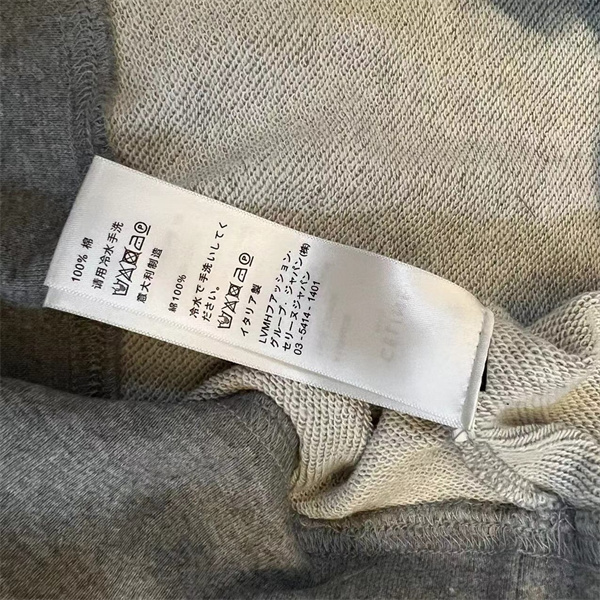 100% 棉
请用冷水手洗
意大利制造
綿100%
冷水で手洗いしてく
ださい。
イタリア製
LVMHファッション.
グループ.ジャパン(株)
セリーヌジャパン
03-5414-1401